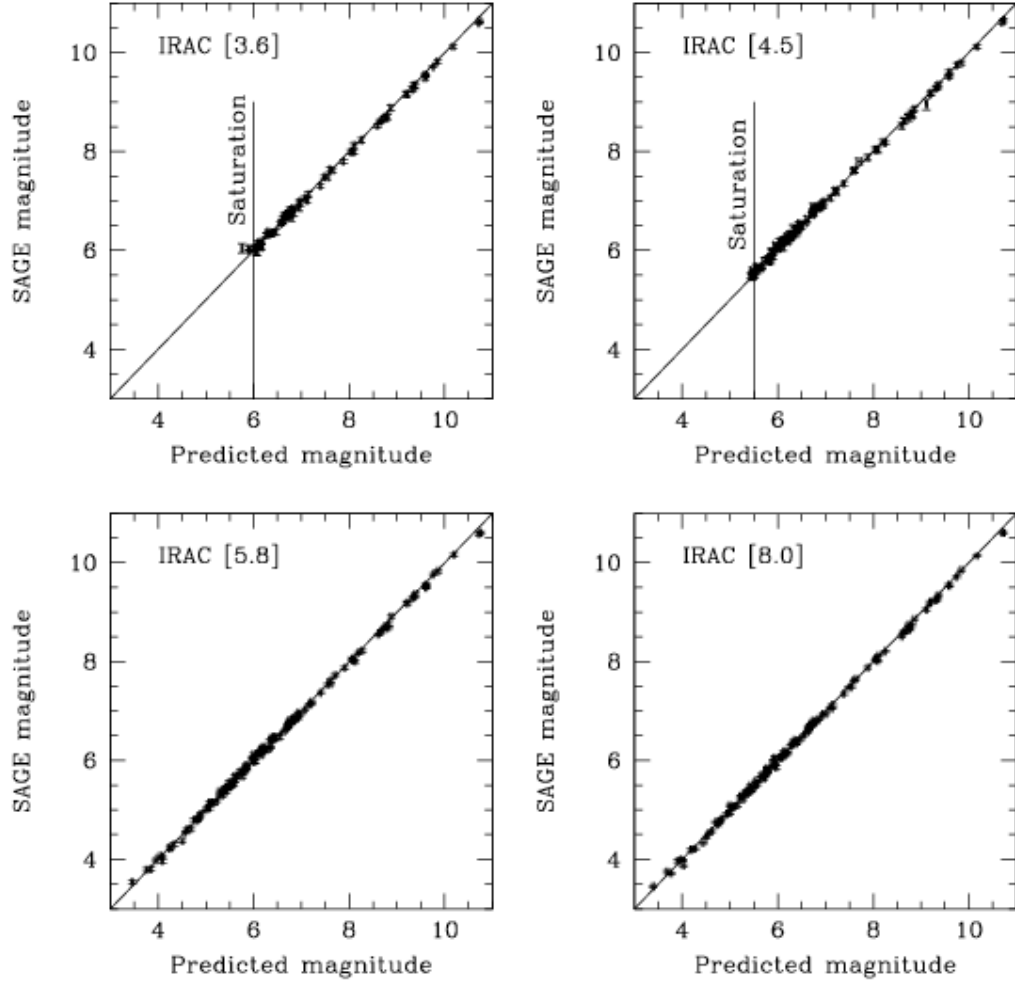 IRAC [3.6]
10
8
6
4
Saturation
SAGE magnitude
4 6 8 10
Predicted magnitude
IRAC [4.5]
10
8
6
4
Saturation
SAGE magnitude
4 6 8 10
Predicted magnitude
IRAC [5.8]
10
8
6
4
SAGE magnitude
4 6 8 10
Predicted magnitude
IRAC [8.0]
10
8
6
4
SAGE magnitude
4 6 8 10
Predicted magnitude